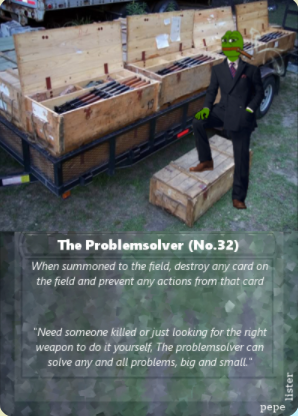 The Problemsolver (No.32)
When summoned to the field, destroy any card on
the field and prevent any actions from that card
"Need someone killed or just looking for the right
weapon to do it yourself, The problemsolver can
solve any and all problems, big and small."
pepe
lister